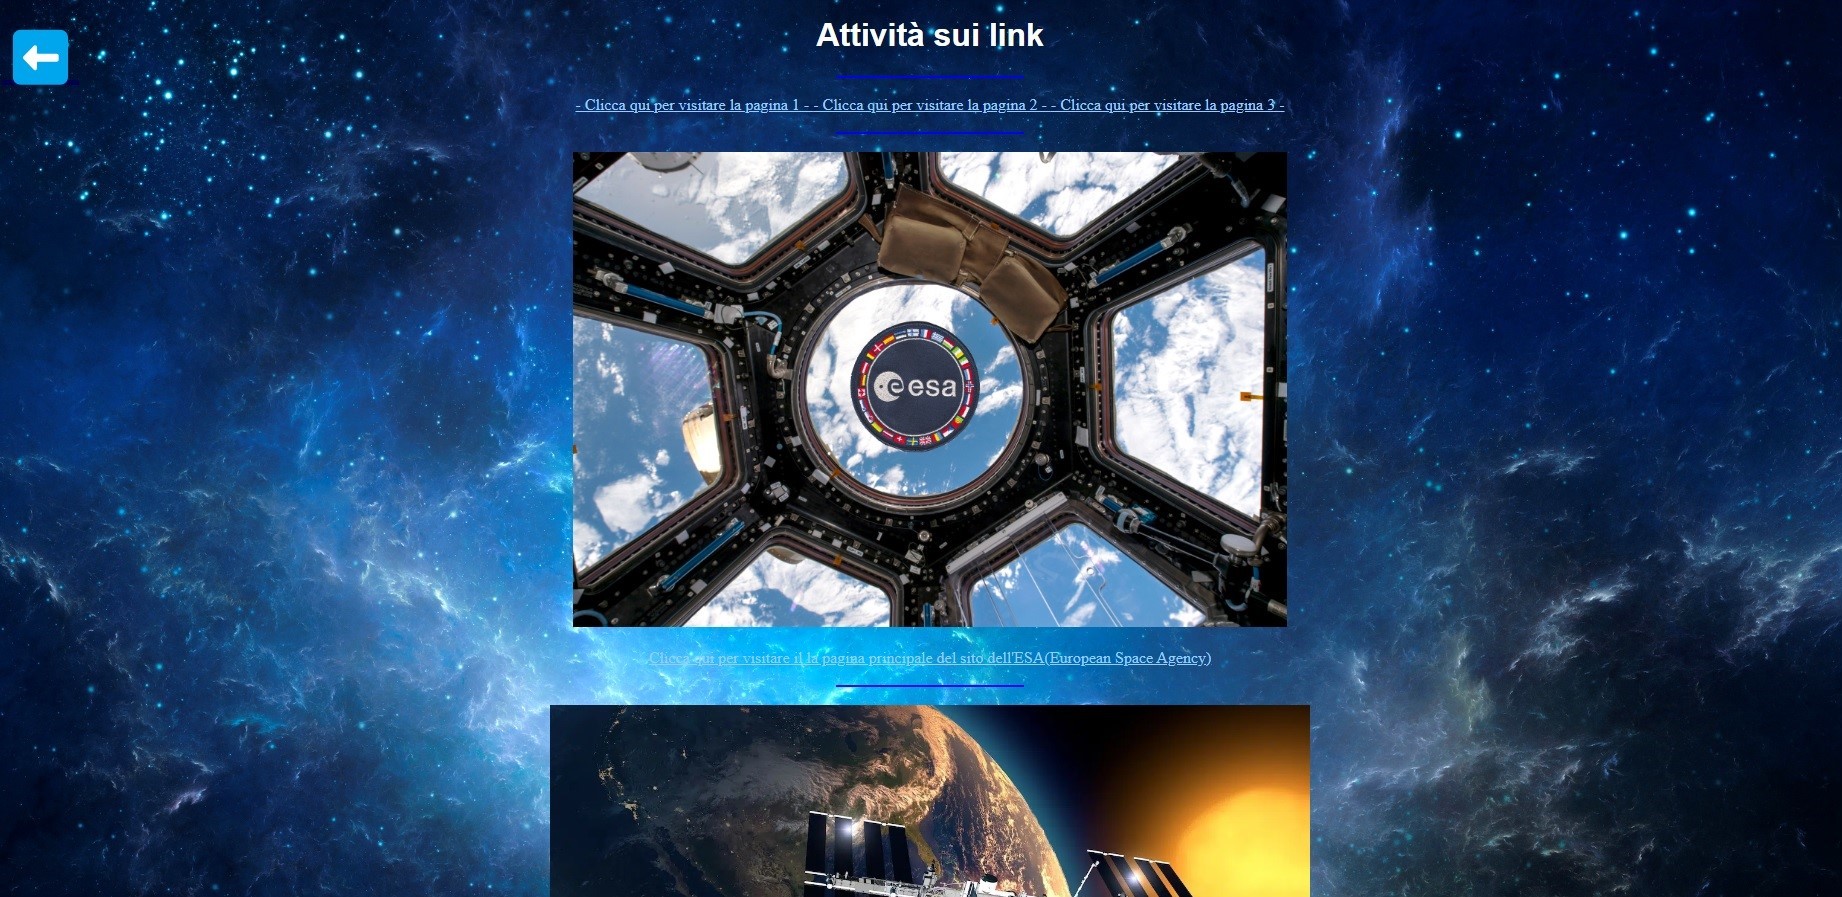 Attività sui link
- Clicca qui per visitare la pagina 1 - - Clicca qui per visitare la pagina 2 - - Clicca qui per visitare la pagina 3 -
esa
Clicca qui per visitare il la pagina principale del sito dell'ESA(European Space Agency)